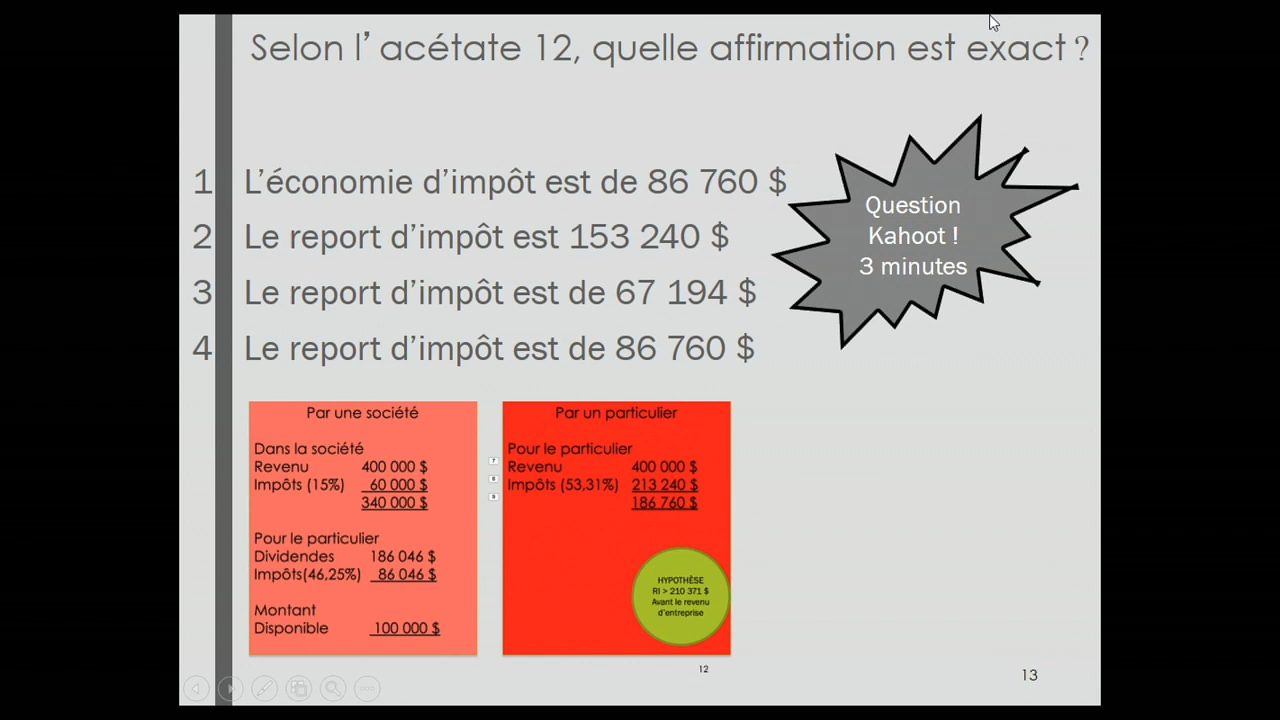 Selon l’ acétate 12, quelle affirmation est exact ?
1 L’économie d’impôt est de 86 760 $
2 Le report d’impôt est 153 240 $
3 Le report d’impôt est de 67 194 $
4 Le report d’impôt est de 86 760 $
Question
Kahoot !
3 minutes
Par une société
Dans la société
Revenu 400 000 $
Impôts (15%) 60 000 $
340 000 $
Pour le particulier
Dividendes 186 046 $
Impôts(46,25%) 86 046 $
Montant
Disponible 100 000 $
7
8
9
Par un particulier
Pour le particulier
Revenu 400 000 $
Impôts (53,31%) 213 240 $
186 760 $
HYPOTHÈSE
RI > 210 371 $
Avant le revenu
d’entreprise
12
13